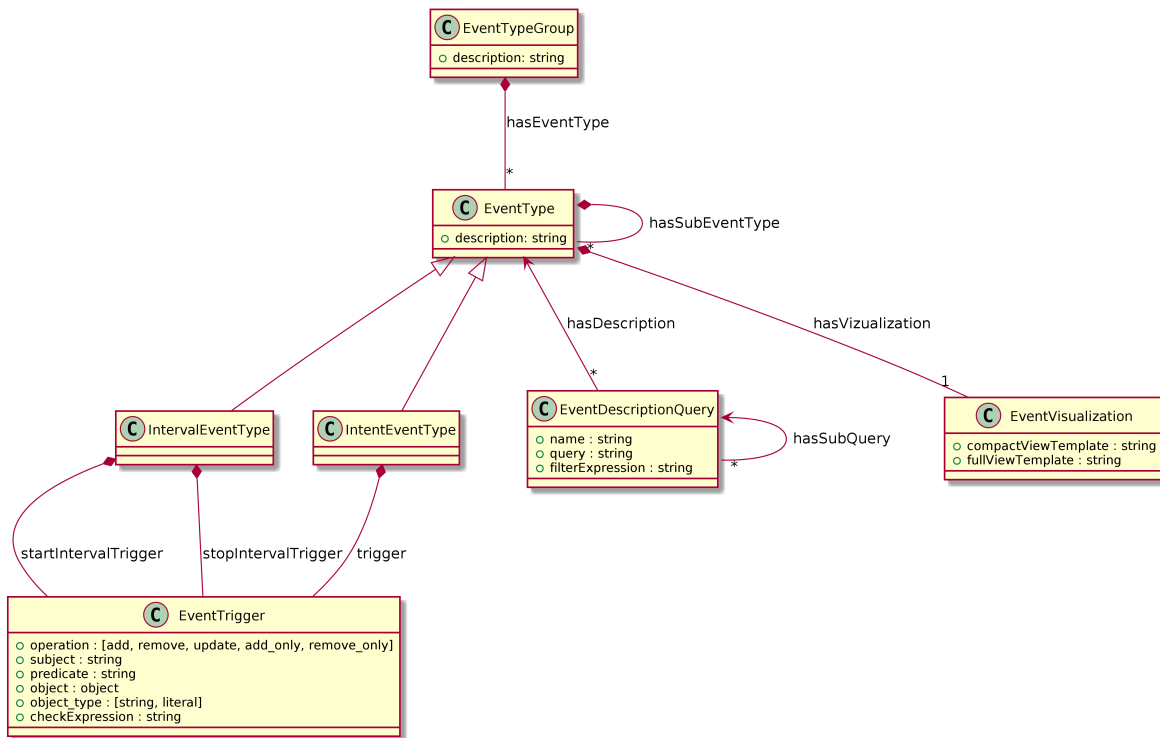 C EventTypeGroup
description: string
hasEventType
*
C EventType
description: string
hasSubEventType
*
hasDescription
hasVizualization
*
1
C IntervalEventType
C IntentEventType
C EventDescriptionQuery
name : string
query : string
filterExpression : string
hasSubQuery
*
C EventVisualization
compactViewTemplate : string
fullViewTemplate : string
startIntervalTrigger
stopIntervalTrigger
trigger
C EventTrigger
operation : [add, remove, update, add_only, remove_only]
subject : string
predicate : string
object : object
object_type : [string, literal]
checkExpression : string